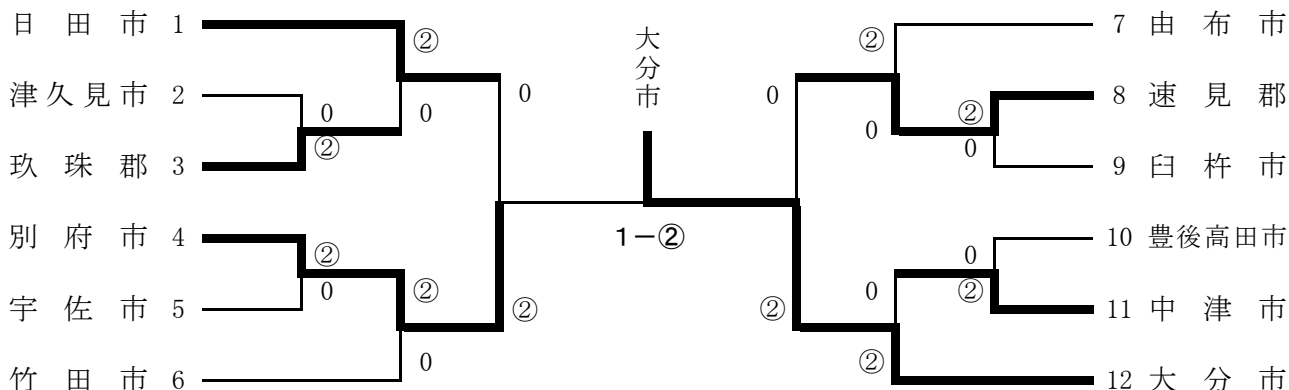 日田市 1
津久見市 2
玖珠郡 3
別府市 4
宇佐市 5
竹田市 6
②
0
0
②
0
②
0
②
0
②
大分市
1－②
②
0
0
②
0
0
②
0
0
②
②
7 由布市
8 速見郡
9 臼杵市
10 豊後高田市
11 中津市
12 大分市